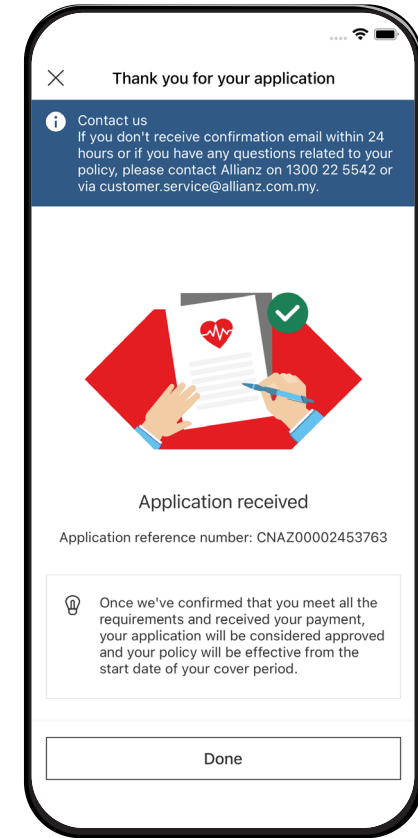 Thank you for your application
Contact us
If you don't receive confirmation email within 24
hours or if you have any questions related to your
policy, please contact Allianz on 1300 22 5542 or
via customer.service@allianz.com.my.
Application received
Application reference number: CNAZ00002453763
Once we've confirmed that you meet all the
requirements and received your payment,
your application will be considered approved
and your policy will be effective from the
start date of your cover period.
Done